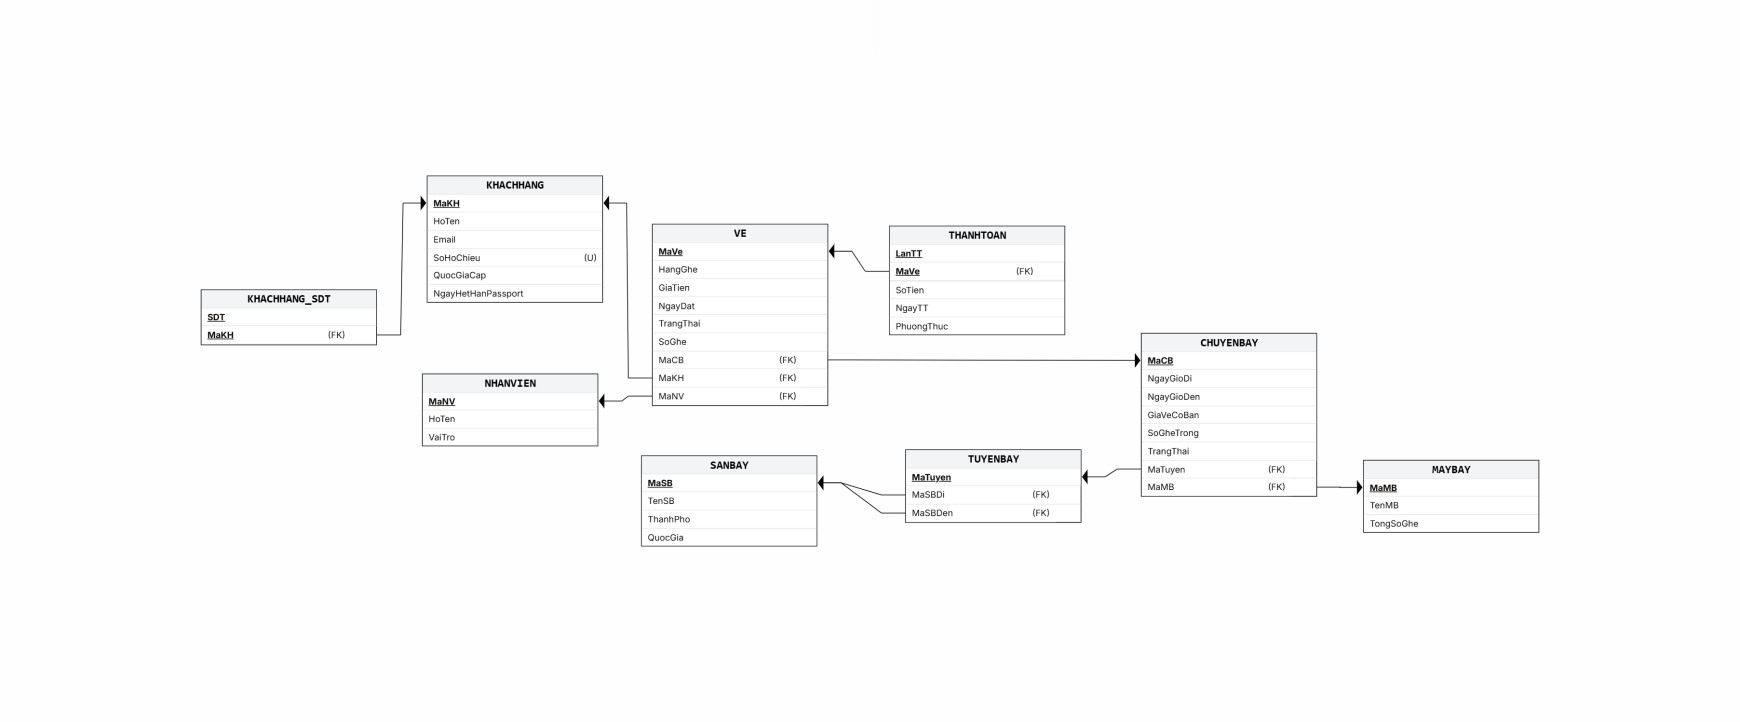 KHACHHANG
MaKH
HoTen
Email
SoHoChieu (U)
QuocGiaCap
NgayHetHanPassport
KHACHHANG_SDT
SDT
MaKH (FK)
NHANVIEN
MaNV
HoTen
VaiTro
VE
MaVe
HangGhe
GiaTien
NgayDat
TrangThai
SoGhe
MaCB (FK)
MaKH (FK)
MaNV (FK)
THANHTOAN
LanTT
MaVe (FK)
SoTien
NgayTT
PhuongThuc
SANBAY
MaSB
TenSB
ThanhPho
QuocGia
TUYENBAY
MaTuyen
MaSBDi (FK)
MaSBDen (FK)
CHUYENBAY
MaCB
NgayGioDi
NgayGioDen
GiaVeCoBan
SoGheTrong
TrangThai
MaTuyen (FK)
MaMB (FK)
MAYBAY
MaMB
TenMB
TongSoGhe